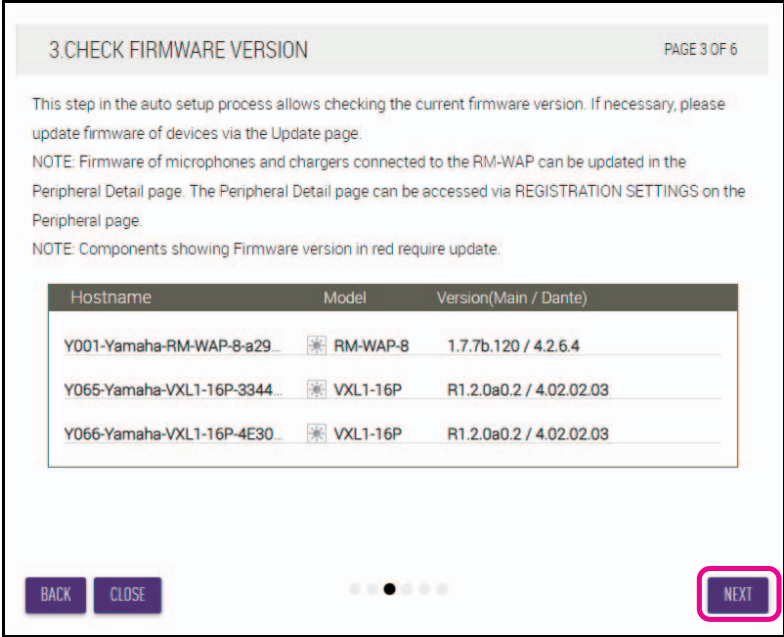 3.CHECK FIRMWARE VERSION PAGE 3 OF 6
This step in the auto setup process allows checking the current firmware version. If necessary, please
update firmware of devices via the Update page.
NOTE: Firmware of microphones and chargers connected to the RM-WAP can be updated in the
Peripheral Detail page. The Peripheral Detail page can be accessed via REGISTRATION SETTINGS on the
Peripheral page.
NOTE: Components showing Firmware version in red require update.
Hostname Model Version(Main / Dante)
Y001-Yamaha-RM-WAP-8-a29... RM-WAP-8 1.7.7b.120 / 4.2.6.4
Y065-Yamaha-VXL1-16P-3344... VXL1-16P R1.2.0a0.2 / 4.02.02.03
Y066-Yamaha-VXL1-16P-4E30... VXL1-16P R1.2.0a0.2 / 4.02.02.03
BACK CLOSE NEXT